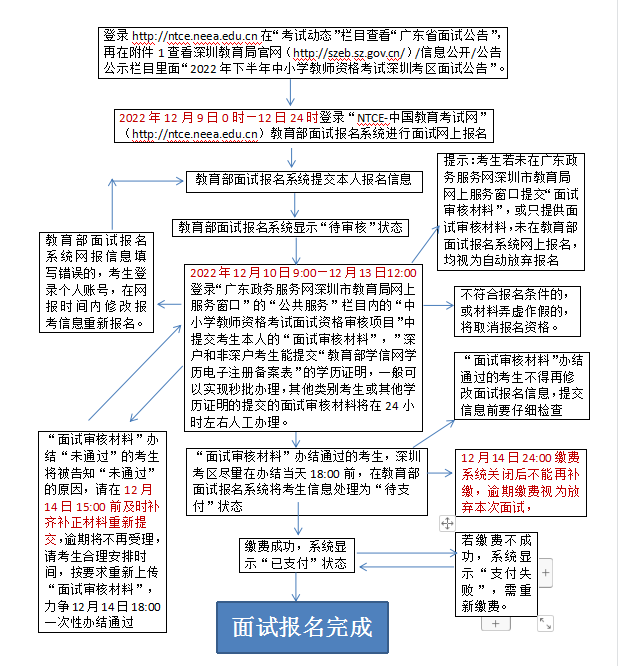 登录 http://ntce.neea.edu.cn 在“考试动态”栏目查看“广东省面试公告”，
再在附件 1 查看深圳教育局官网（http://szeb.sz.gov.cn/）/信息公开/公告
公示栏目里面“2022 年下半年中小学教师资格考试深圳考区面试公告”。
2022 年 12 月 9 日 0 时—12 日 24 时登录“NTCE-中国教育考试网”
（http://ntce.neea.edu.cn）教育部面试报名系统进行面试网上报名
教育部面试报名系统提交本人报名信息
教育部面试报名系统显示“待审核”状态
提示：考生若未在广东政
务服务网深圳市教育局
网上服务窗口提交“面试
审核材料”，或只提供面
试审核材料，未在教育部
面试报名系统网上报名，
均视为自动放弃报名
教育部面试报名
系统网报信息填
写错误的，考生登
录个人账号，在网
报时间内修改报
考信息重新报名。
2022 年 12 月 10 日 9:00—12 月 13 日 12:00
登录“广东政务服务网深圳市教育局网上
服务窗口”的“公共服务”栏目内的“中
小学教师资格考试面试资格审核项目”中
提交考生本人的“面试审核材料”，”深
户和非深户考生能提交“教育部学信网学
历电子注册备案表”的学历证明，一般可
以实现秒批办理，其他类别考生或其他学
历证明的提交的面试审核材料将在 24 小
时左右人工办理。
不符合报名条件的，
或材料弄虚作假的，
将取消报名资格。
“面试审核材料”办结
通过的考生不得再修
改面试报名信息，提交
信息前要仔细检查
“面试审核材料”办
结“未通过”的考生
将被告知“未通过”
的原因，请在 12 月
14 日 15:00 前及时补
齐补正材料重新提
交，逾期将不再受理，
请考生合理安排时
间，按要求重新上传
“面试审核材料”，
力争 12 月 14 日 18:00
一次性办结通过
“面试审核材料”办结通过的考生，深圳
考区尽量在办结当天 18:00 前，在教育部
面试报名系统将考生信息处理为“待支
付”状态
12 月 14 日 24:00 缴费
系统关闭后不能再补
缴，逾期缴费视为放
弃本次面试，
缴费成功，系统显
示“已支付”状态
若缴费不成
功，系统显
示“支付失
败”，需重
新缴费。
面试报名完成